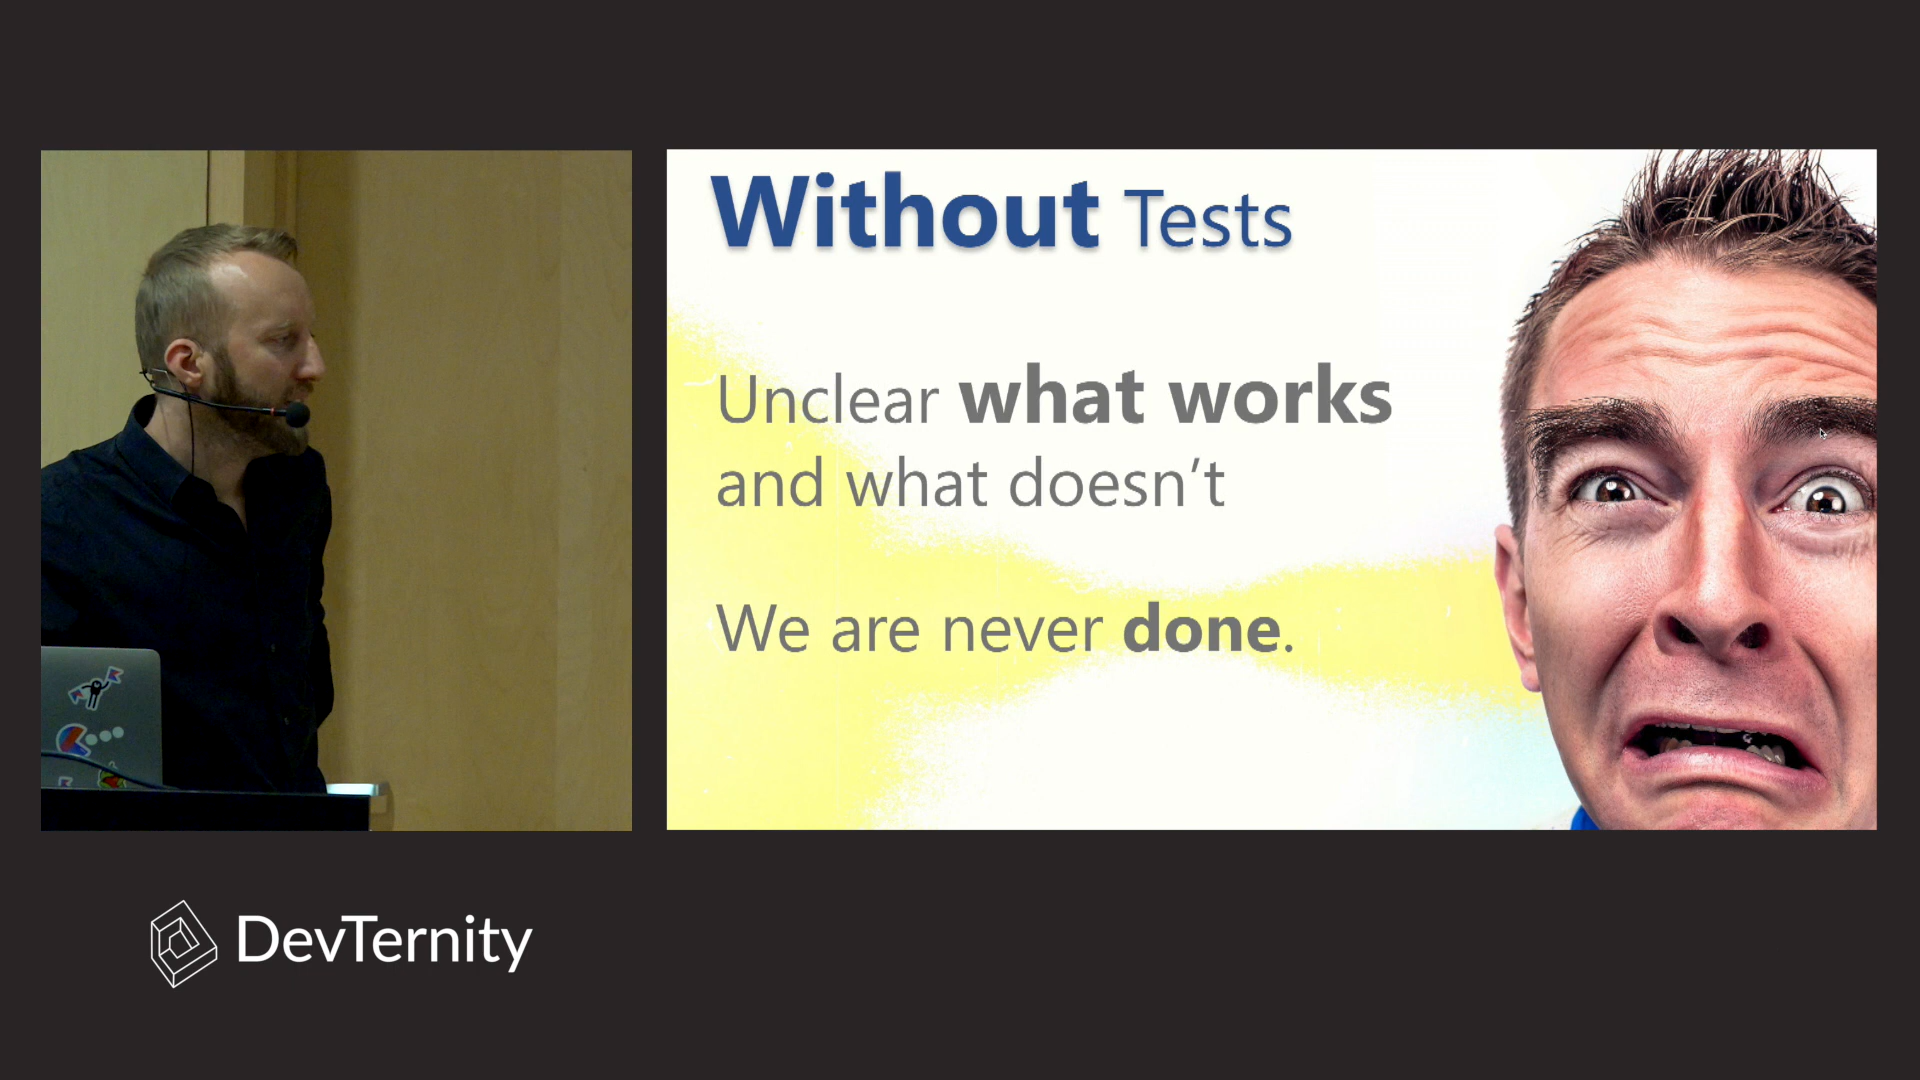 Without Tests
Unclear what works
and what doesn't
We are never done.
DevTernity